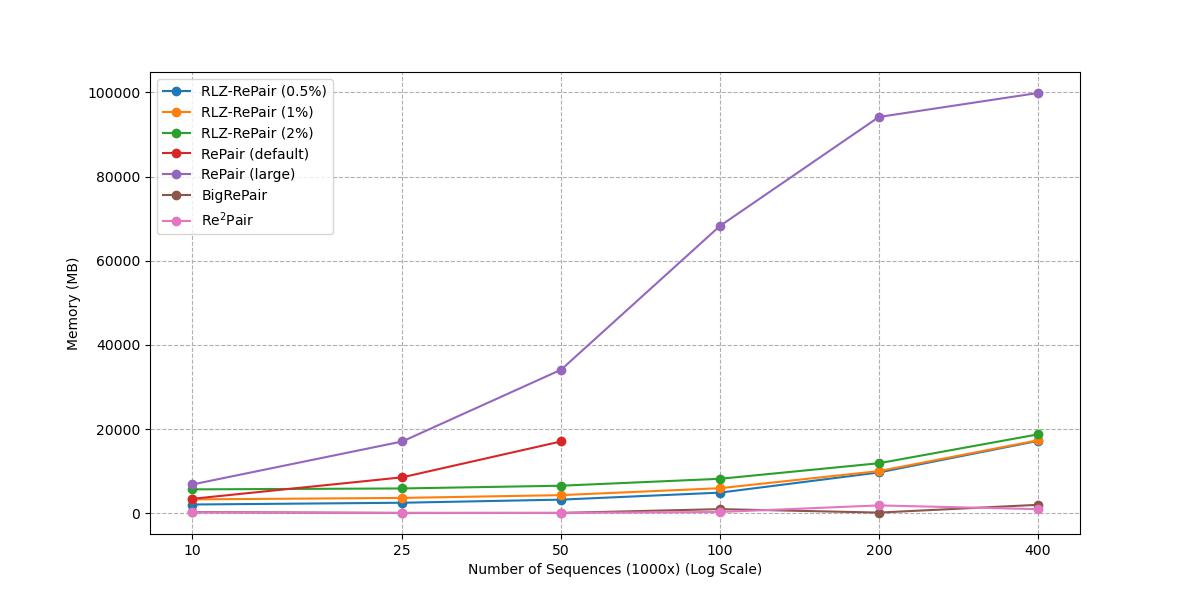 RLZ-RePair (0.5%)
RLZ-RePair (1%)
RLZ-RePair (2%)
RePair (default)
RePair (large)
BigRePair
Re²Pair
100000
80000
60000
40000
20000
0
Memory (MB)
10 25 50 100 200 400
Number of Sequences (1000x) (Log Scale)